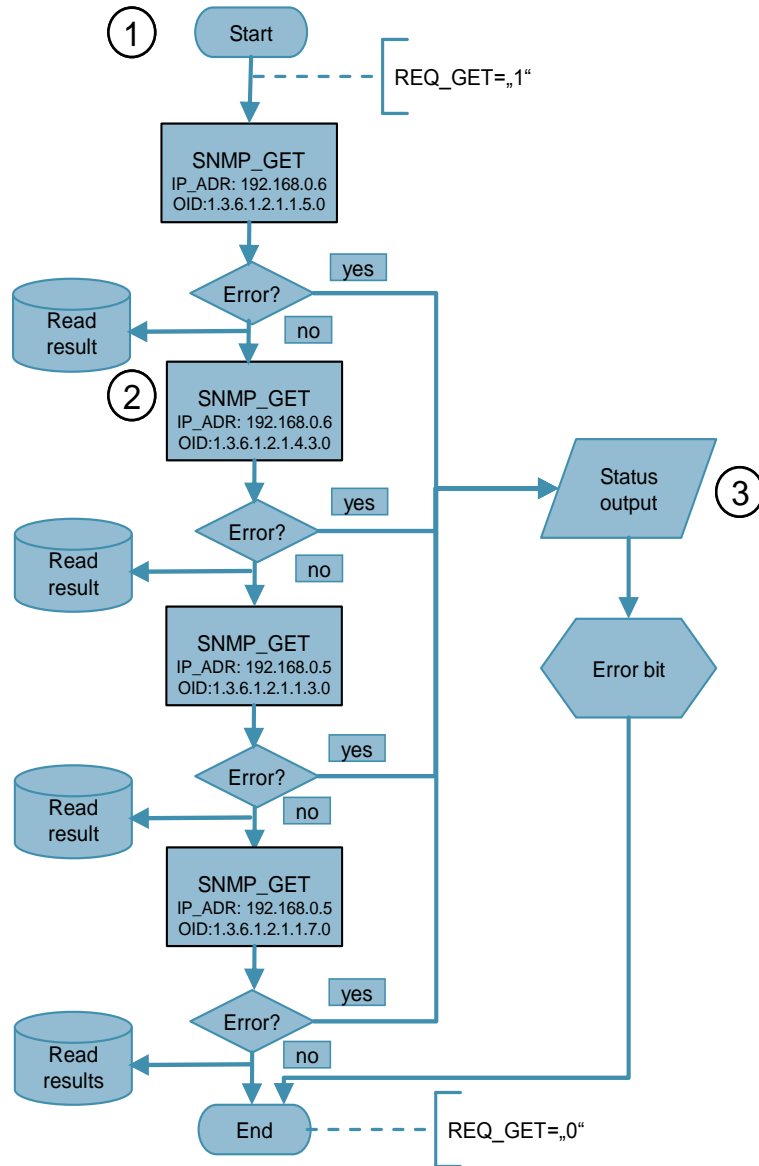 1
Start
REQ_GET=„1“
SNMP_GET
IP_ADR: 192.168.0.6
OID:1.3.6.1.2.1.1.5.0
yes
Error?
Read
result
no
2
SNMP_GET
IP_ADR: 192.168.0.6
OID:1.3.6.1.2.1.4.3.0
Status
output
3
yes
Error?
Read
result
no
SNMP_GET
IP_ADR: 192.168.0.5
OID:1.3.6.1.2.1.1.3.0
Error bit
yes
Error?
Read
result
no
SNMP_GET
IP_ADR: 192.168.0.5
OID:1.3.6.1.2.1.1.7.0
yes
Error?
Read
results
no
End
REQ_GET=„0“